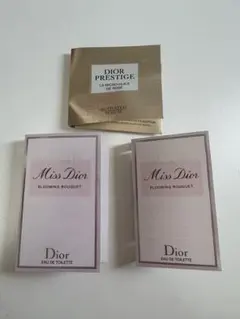 DIOR
PRESTIGE
LA MICRO-HUILE
DE ROSE
Miss Dior
BLOOMING BOUQUET
Dior
EAU DE TOILETTE
Miss Dior
BLOOMING BOUQUET
Dior
EAU DE TOILETTE